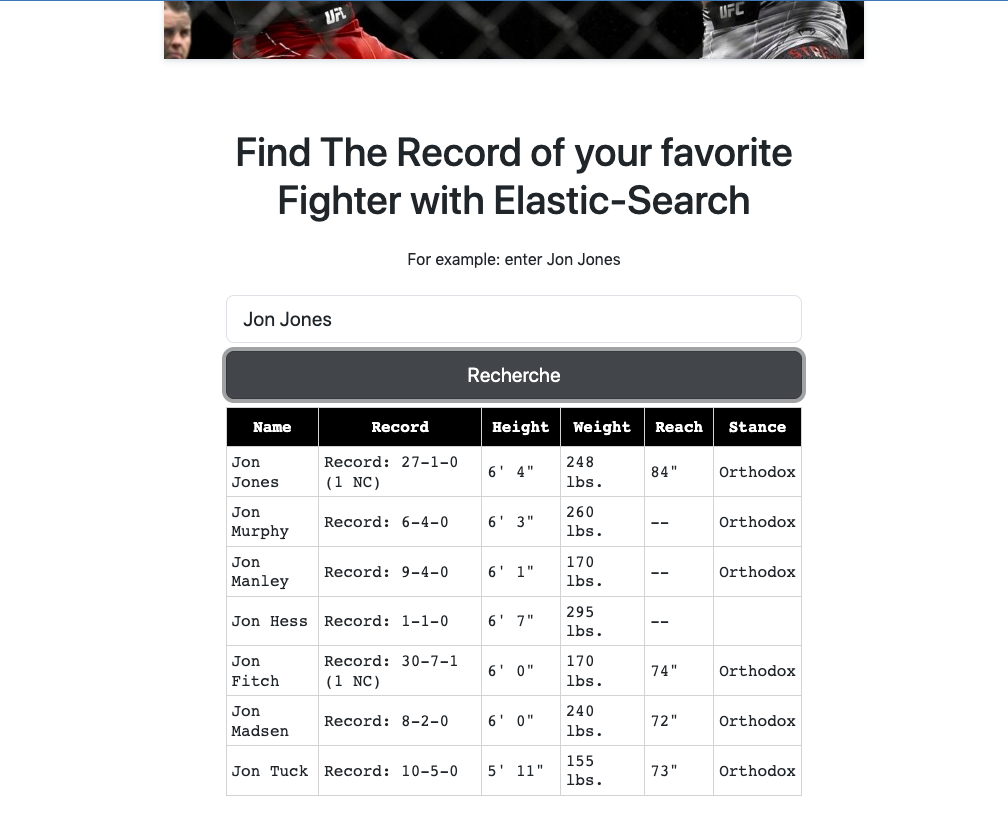 UFC
UFC
Find The Record of your favorite
Fighter with Elastic-Search
For example: enter Jon Jones
Jon Jones
Recherche
Name Record Height Weight Reach Stance
Jon Jones Record: 27-1-0 (1 NC) 6' 4" 248 lbs. 84" Orthodox
Jon Murphy Record: 6-4-0 6' 3" 260 lbs. -- Orthodox
Jon Manley Record: 9-4-0 6' 1" 170 lbs. -- Orthodox
Jon Hess Record: 1-1-0 6' 7" 295 lbs. --
Jon Fitch Record: 30-7-1 (1 NC) 6' 0" 170 lbs. 74" Orthodox
Jon Madsen Record: 8-2-0 6' 0" 240 lbs. 72" Orthodox
Jon Tuck Record: 10-5-0 5' 11" 155 lbs. 73" Orthodox